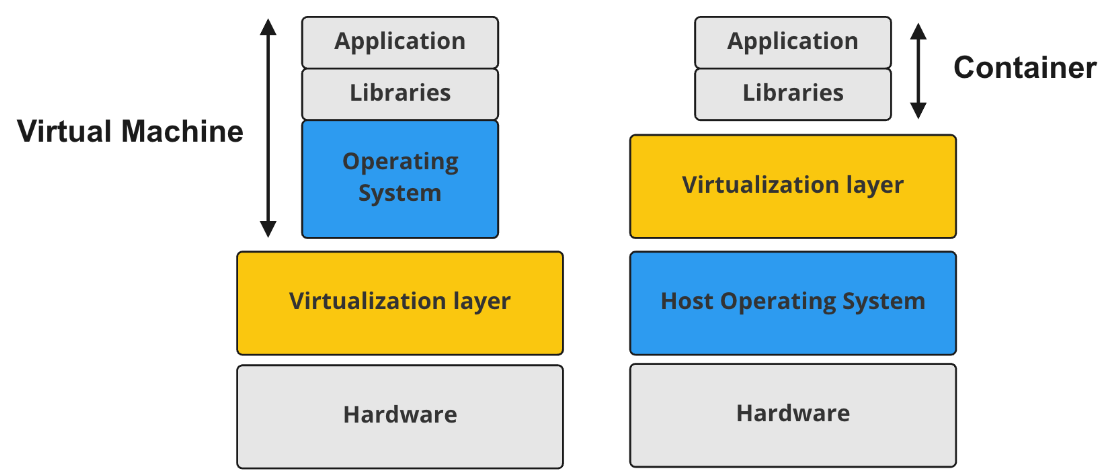 Virtual Machine
Application
Libraries
Operating
System
Virtualization layer
Hardware
Container
Application
Libraries
Virtualization layer
Host Operating System
Hardware